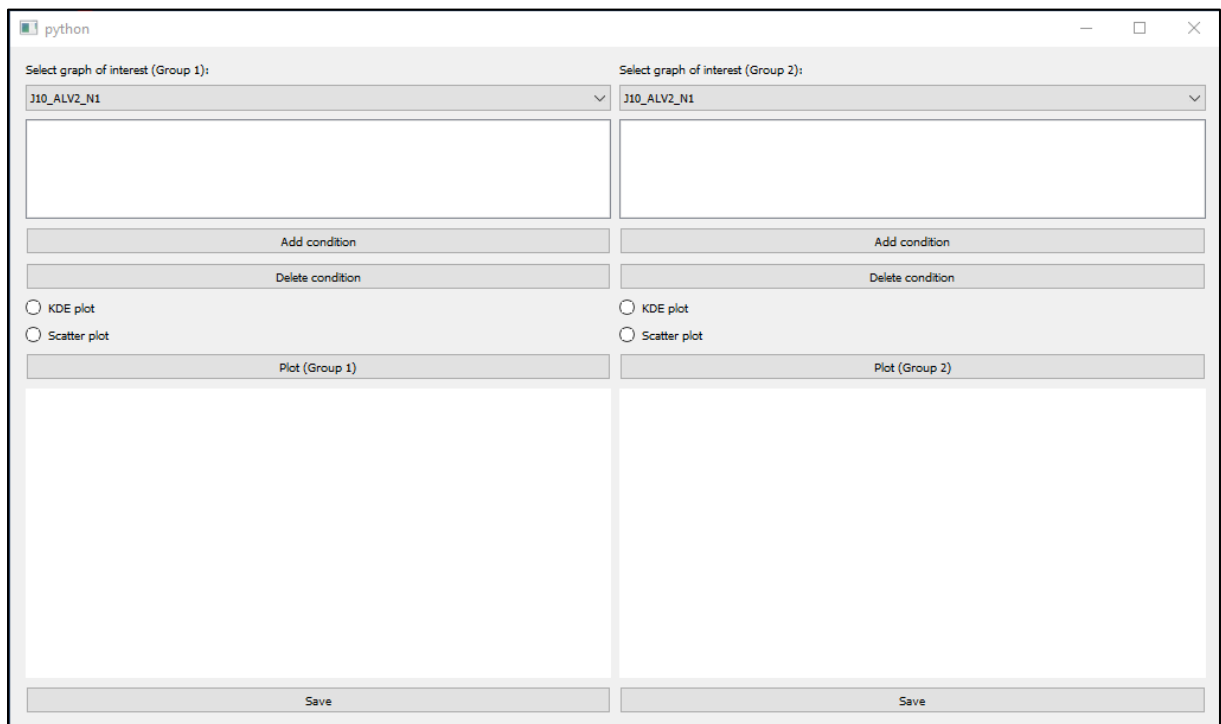 python
Select graph of interest (Group 1):
Select graph of interest (Group 2):
J10_ALV2_N1
J10_ALV2_N1
Add condition
Add condition
Delete condition
Delete condition
KDE plot
KDE plot
Scatter plot
Scatter plot
Plot (Group 1)
Plot (Group 2)
Save
Save